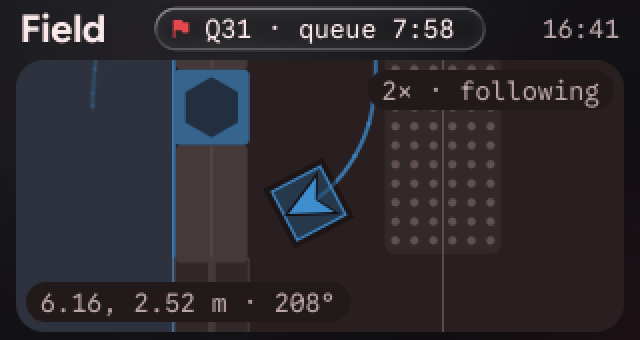 Field
Q31 · queue 7:58
16:41
2× · following
6.16, 2.52 m · 208°